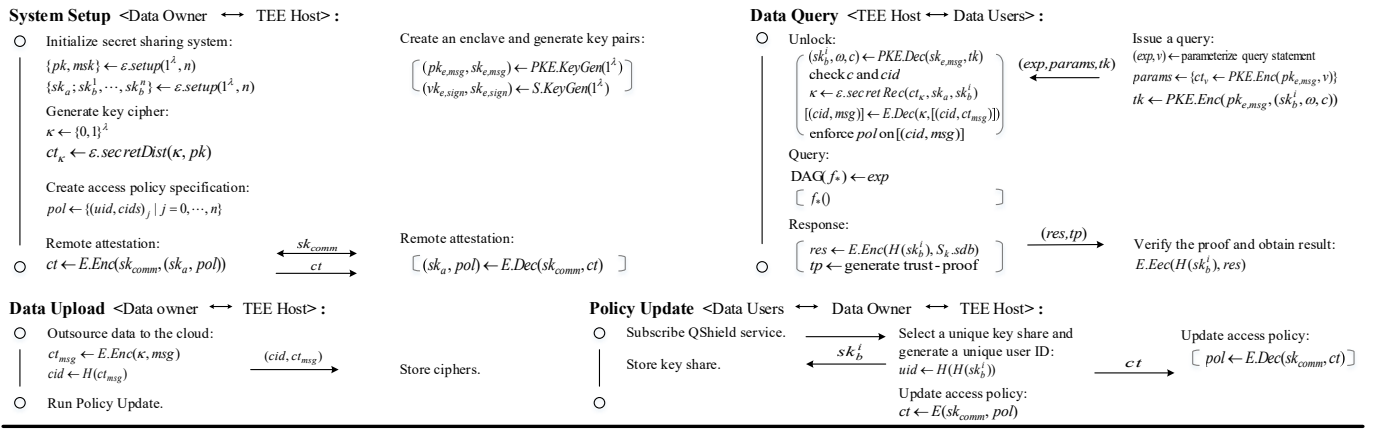 System Setup <Data Owner ↔ TEE Host> :
Initialize secret sharing system:
{pk, msk} ← ε.setup(1^λ, n)
{sk_a; sk_b^1, ⋯, sk_b^n} ← ε.setup(1^λ, n)
Generate key cipher:
κ ← {0,1}^λ
ct_κ ← ε.secretDist(κ, pk)
Create access policy specification:
pol ← {(uid, cids)_j | j = 0, ⋯, n}
Remote attestation:
ct ← E.Enc(sk_comm, (sk_a, pol))
sk_comm
ct
Create an enclave and generate key pairs:
(pk_e,msg, sk_e,msg) ← PKE.KeyGen(1^λ)
(vk_e,sign, sk_e,sign) ← S.KeyGen(1^λ)
Remote attestation:
[(sk_a, pol) ← E.Dec(sk_comm, ct)]
Data Query <TEE Host ↔ Data Users> :
Unlock:
(sk_b^i, ω, c) ← PKE.Dec(sk_e,msg, tk)
check c and cid
κ ← ε.secretRec(ct_κ, sk_a, sk_b^i)
[(cid, msg)] ← E.Dec(κ, [(cid, ct_msg)])
enforce pol on [(cid, msg)]
Query:
DAG(f_*) ← exp
[ f_*() ]
Response:
res ← E.Enc(H(sk_b^i), S_k.sdb)
tp ← generate trust-proof
(exp, params, tk)
(res, tp)
Issue a query:
(exp, v) ← parameterize query statement
params ← {ct_v ← PKE.Enc(pk_e,msg, v)}
tk ← PKE.Enc(pk_e,msg, (sk_b^i, ω, c))
Verify the proof and obtain result:
E.Eec(H(sk_b^i), res)
Data Upload <Data owner ↔ TEE Host> :
Outsource data to the cloud:
ct_msg ← E.Enc(κ, msg)
cid ← H(ct_msg)
Run Policy Update.
(cid, ct_msg)
Store ciphers.
Policy Update <Data Users ↔ Data Owner ↔ TEE Host> :
Subscribe QShield service.
Store key share.
sk_b^i
Select a unique key share and
generate a unique user ID:
uid ← H(H(sk_b^i))
Update access policy:
ct ← E(sk_comm, pol)
ct
Update access policy:
[ pol ← E.Dec(sk_comm, ct) ]